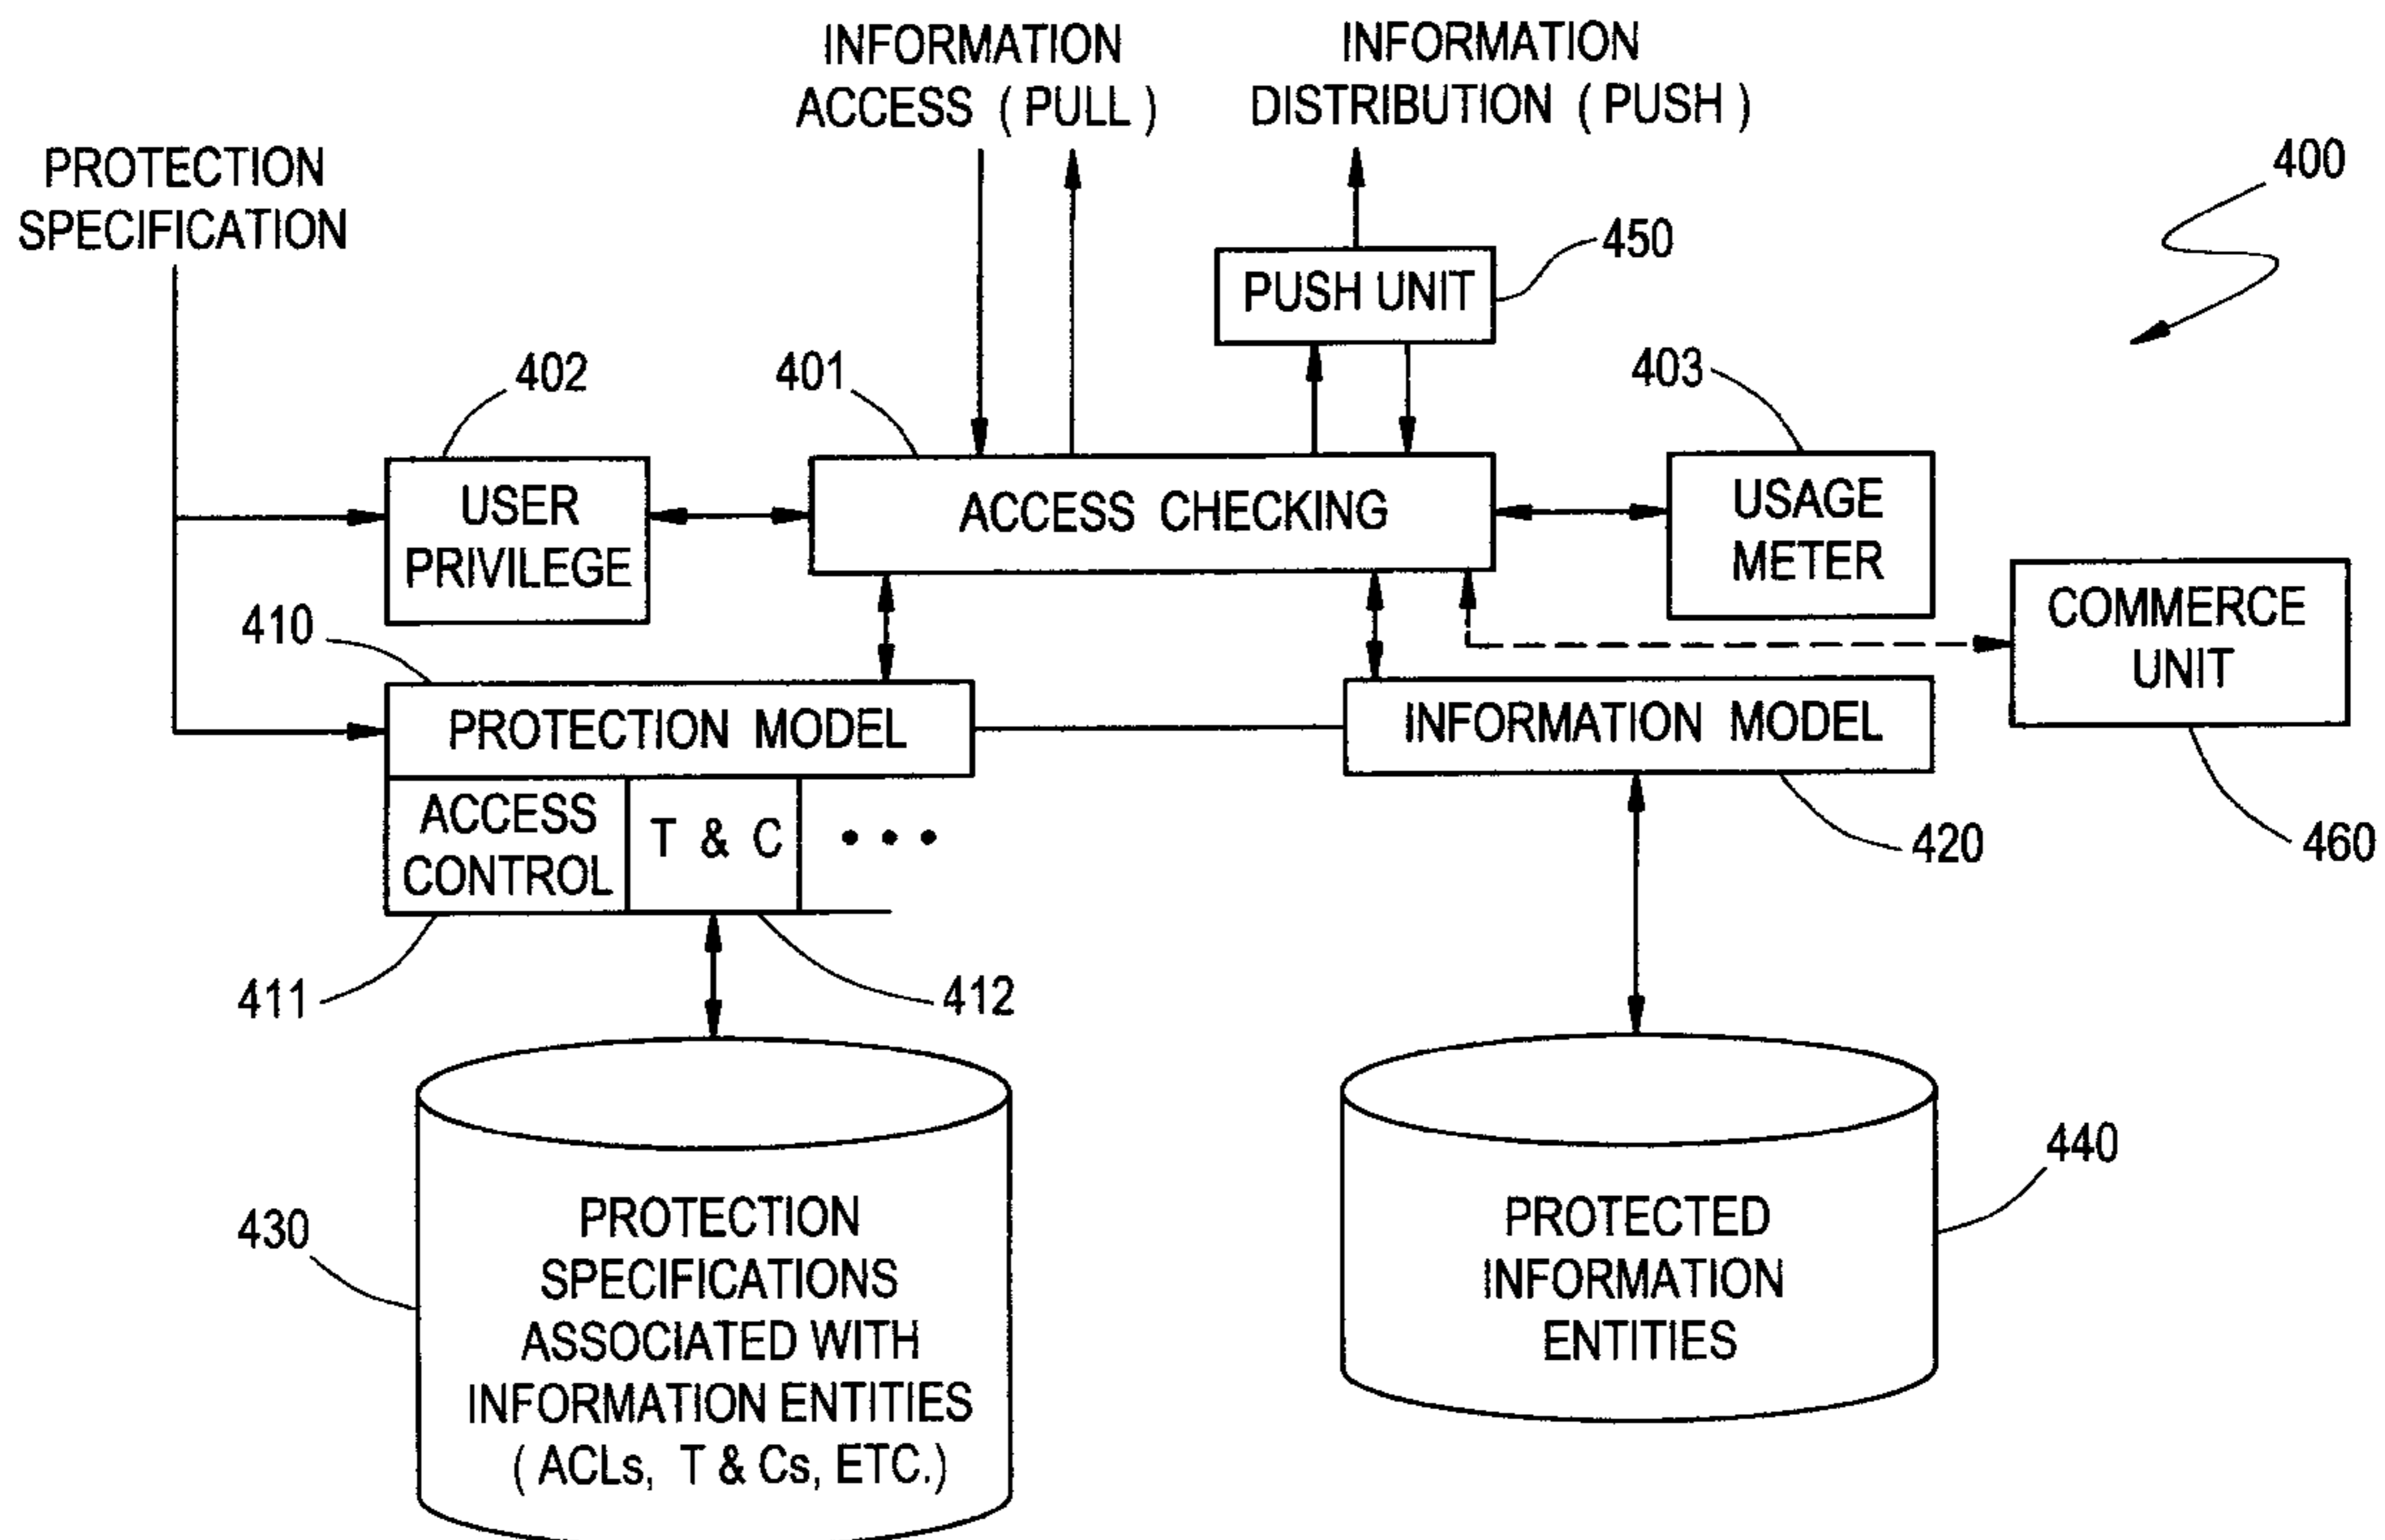 INFORMATION
ACCESS ( PULL )
INFORMATION
DISTRIBUTION ( PUSH )
PROTECTION
SPECIFICATION
400
450
PUSH UNIT
402
401
403
USER
PRIVILEGE
ACCESS CHECKING
USAGE
METER
410
COMMERCE
UNIT
PROTECTION MODEL
INFORMATION MODEL
ACCESS
CONTROL
T & C
• • •
420
460
411
412
430
PROTECTION
SPECIFICATIONS
ASSOCIATED WITH
INFORMATION ENTITIES
( ACLs, T & Cs, ETC.)
440
PROTECTED
INFORMATION
ENTITIES